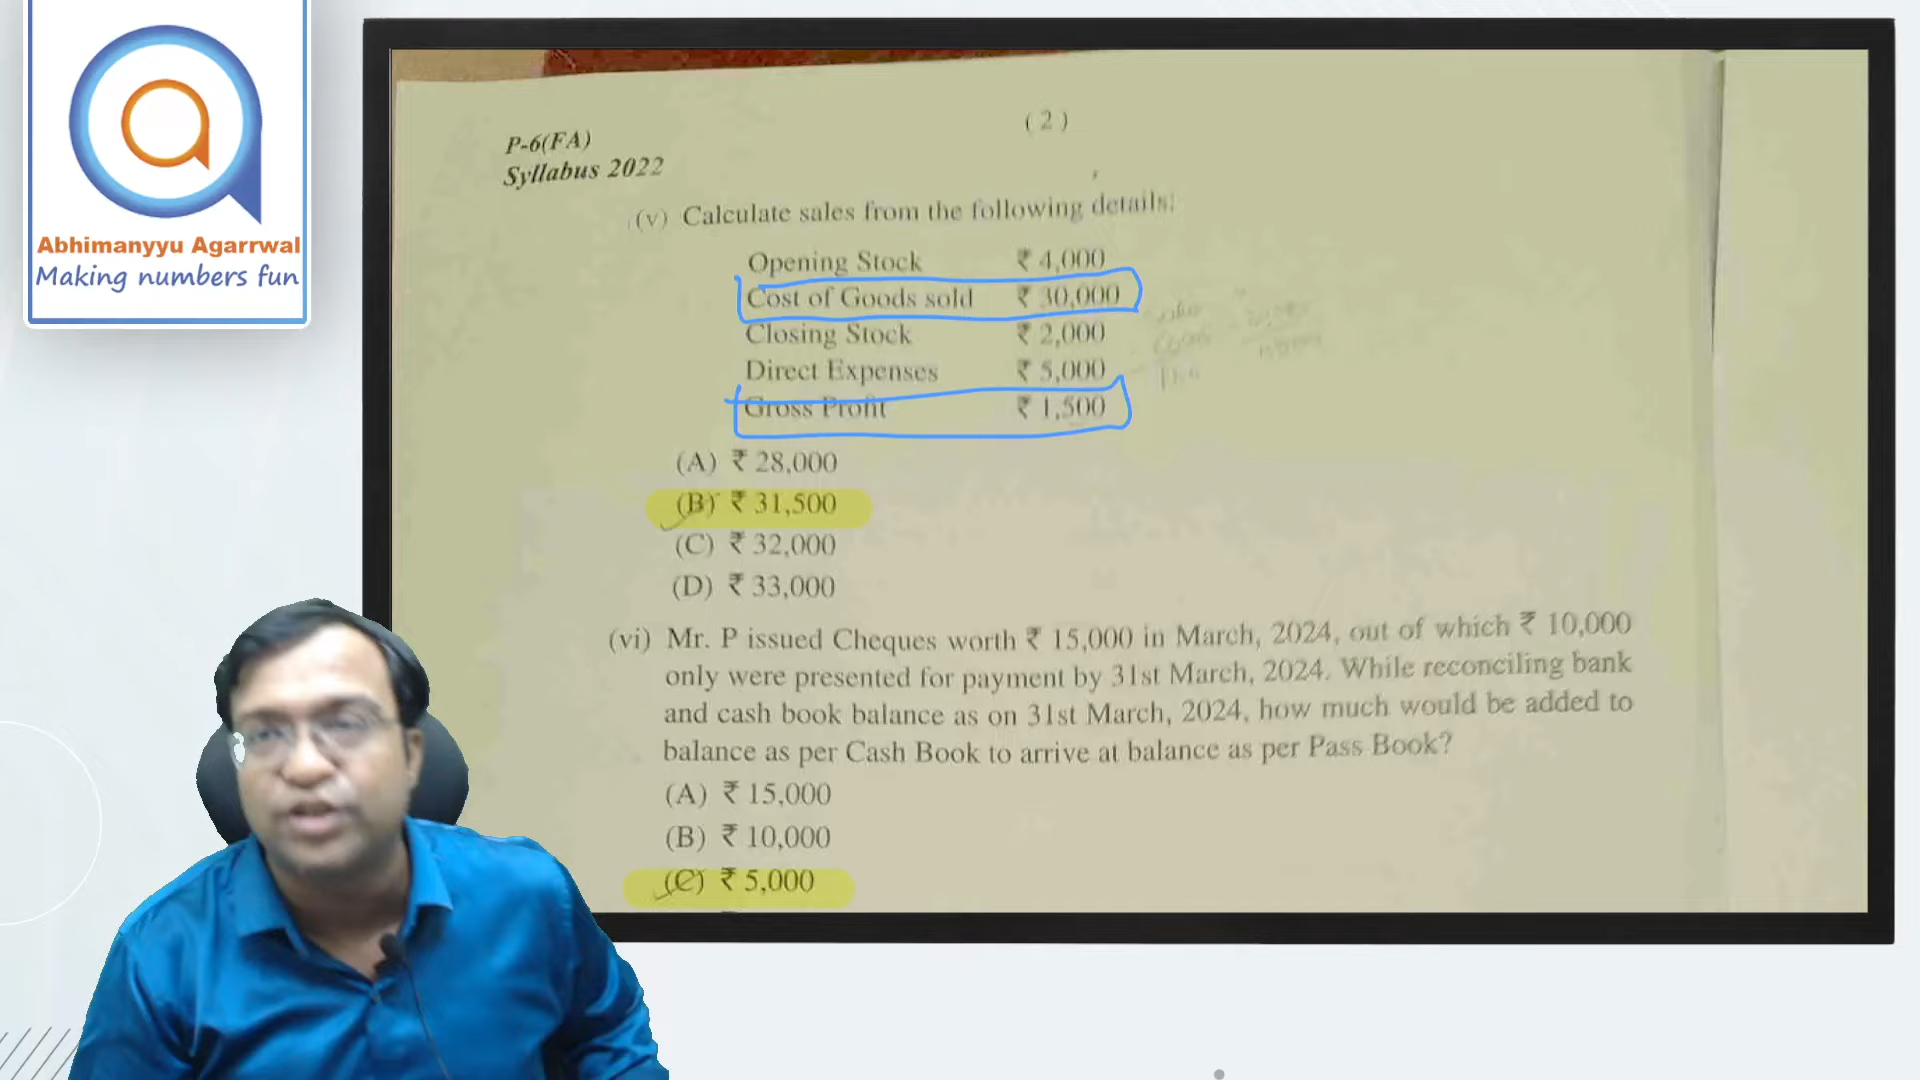 Abhimanyyu Agarrwal
Making numbers fun
( 2 )
P-6(FA)
Syllabus 2022
(v) Calculate sales from the following details:
Opening Stock ₹ 4,000
Cost of Goods sold ₹ 30,000
Closing Stock ₹ 2,000
Direct Expenses ₹ 5,000
Gross Profit ₹ 1,500
(A) ₹ 28,000
(B) ₹ 31,500
(C) ₹ 32,000
(D) ₹ 33,000
(vi) Mr. P issued Cheques worth ₹ 15,000 in March, 2024, out of which ₹ 10,000
only were presented for payment by 31st March, 2024. While reconciling bank
and cash book balance as on 31st March, 2024, how much would be added to
balance as per Cash Book to arrive at balance as per Pass Book?
(A) ₹ 15,000
(B) ₹ 10,000
(C) ₹ 5,000